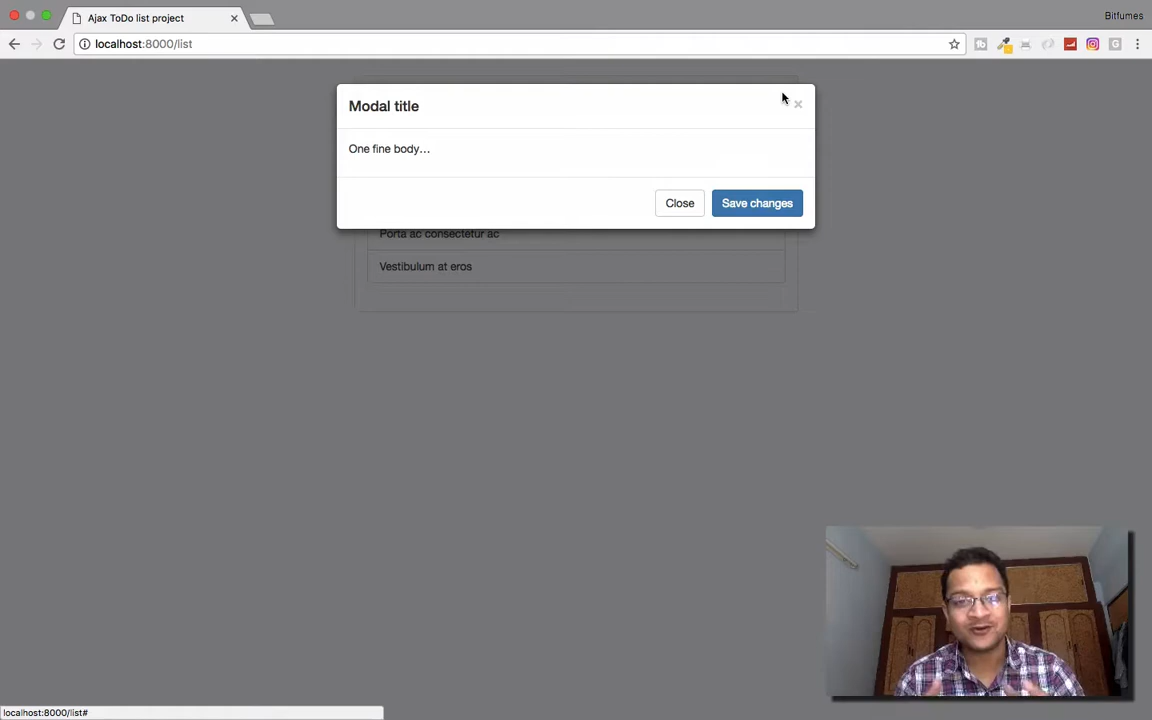 Ajax ToDo list project
Bitfumes
localhost:8000/list
Modal title
×
One fine body...
Close
Save changes
Porta ac consectetur ac
Vestibulum at eros
localhost:8000/list#